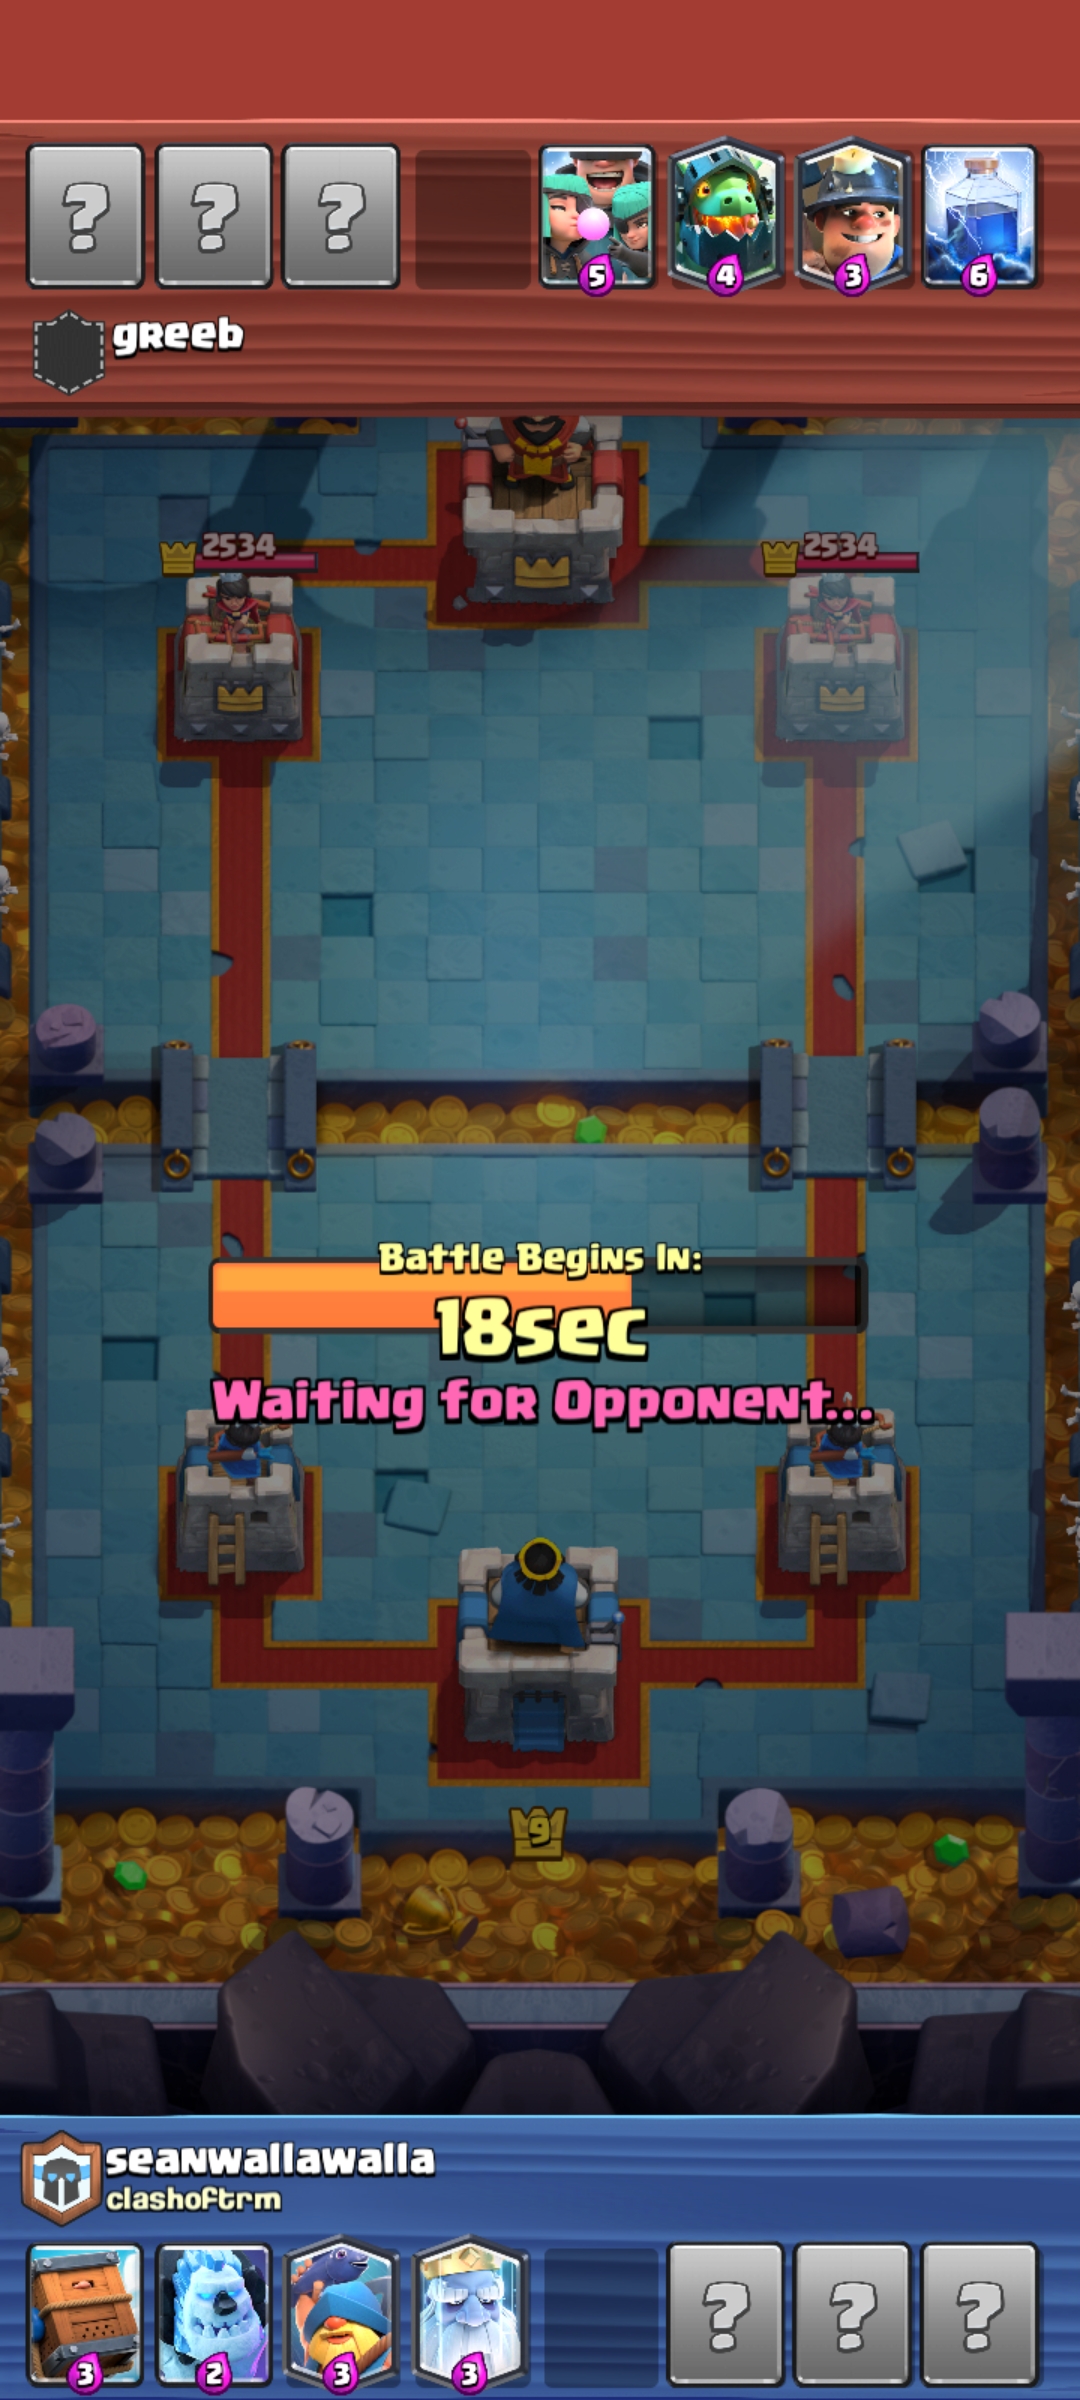 ? ? ?
5 4 3 6
greeb
2534 2534
Battle Begins In:
18sec
Waiting for Opponent...
9
seanwallawalla
clashoftrm
3 2 3 3
? ? ?